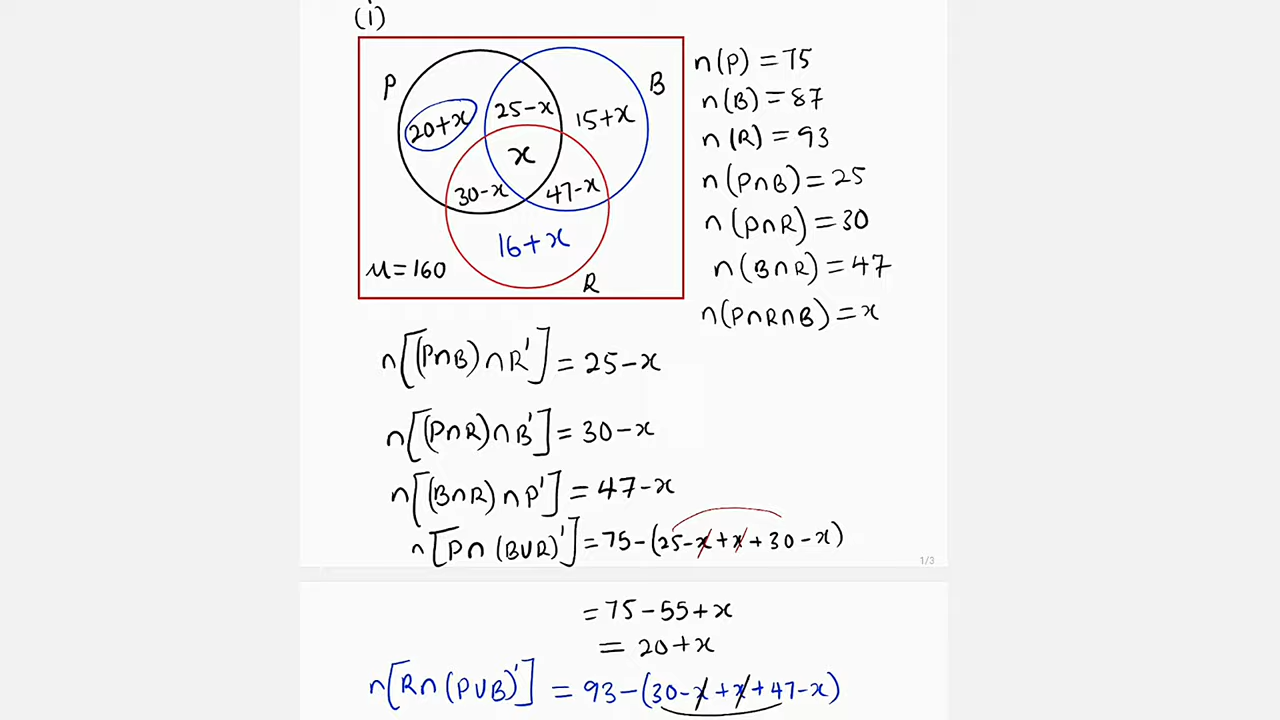 (i)
P
B
20+x
25-x
15+x
x
30-x
47-x
16+x
μ=160
R
n(P) = 75
n(B) = 87
n(R) = 93
n(P∩B) = 25
n(P∩R) = 30
n(B∩R) = 47
n(P∩R∩B) = x
n[(P∩B)∩R'] = 25-x
n[(P∩R)∩B'] = 30-x
n[(B∩R)∩P'] = 47-x
n[P∩(B∪R)'] = 75-(25-x+x+30-x)
1/3
= 75-55+x
= 20+x
n[R∩(P∪B)'] = 93-(30-x+x+47-x)